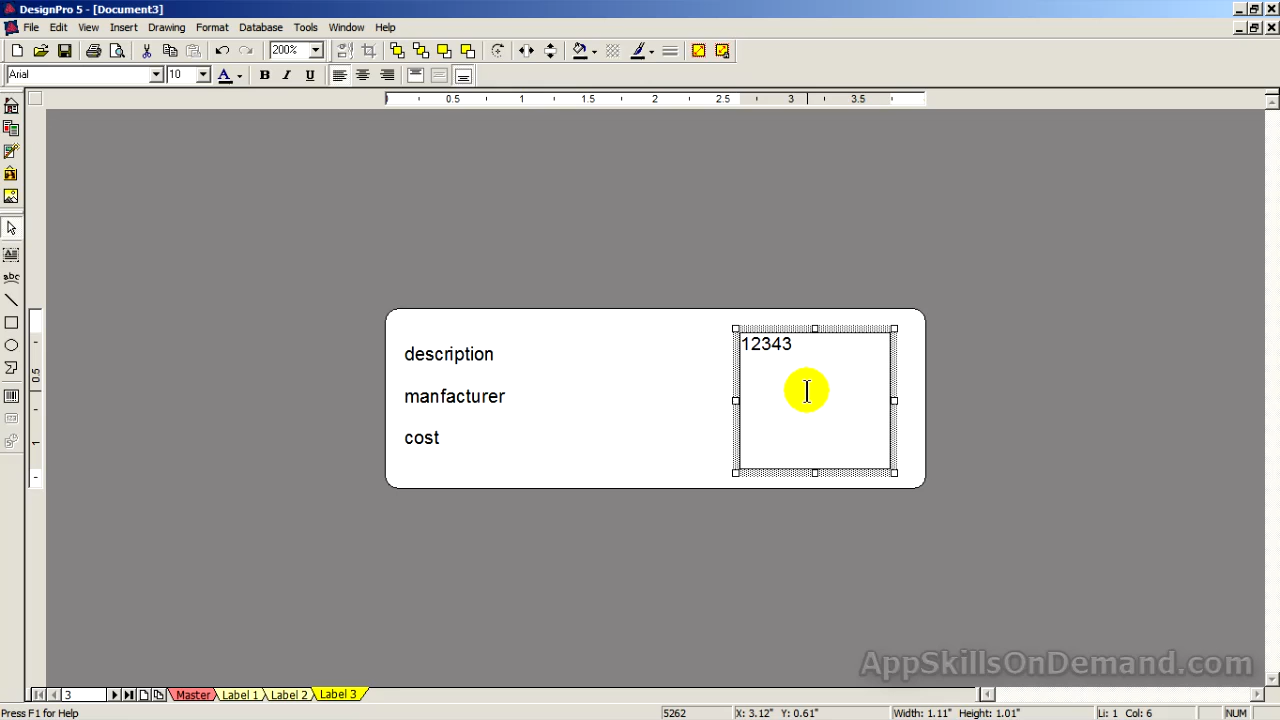 DesignPro 5 - [Document3]
File Edit View Insert Drawing Format Database Tools Window Help
200%
Arial 10 A B I U
0.5 1 1.5 2 2.5 3 3.5
0.5 1
abc
description
manfacturer
cost
12343
AppSkillsOnDemand.com
3 Master Label 1 Label 2 Label 3
Press F1 for Help 5262 X: 3.12" Y: 0.61" Width: 1.11" Height: 1.01" Li: 1 Col: 6 NUM